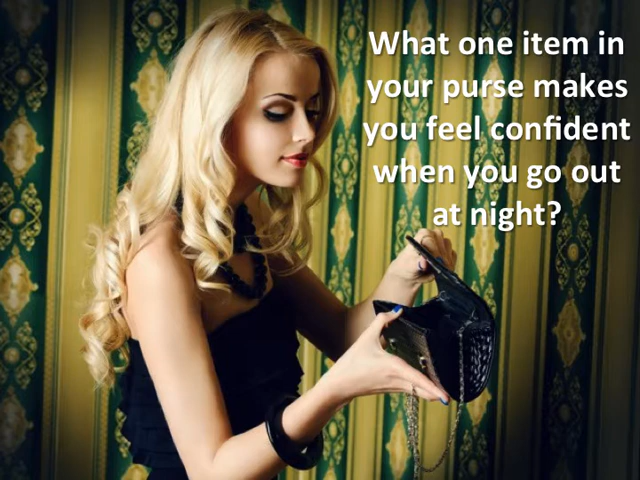 What one item in
your purse makes
you feel confident
when you go out
at night?